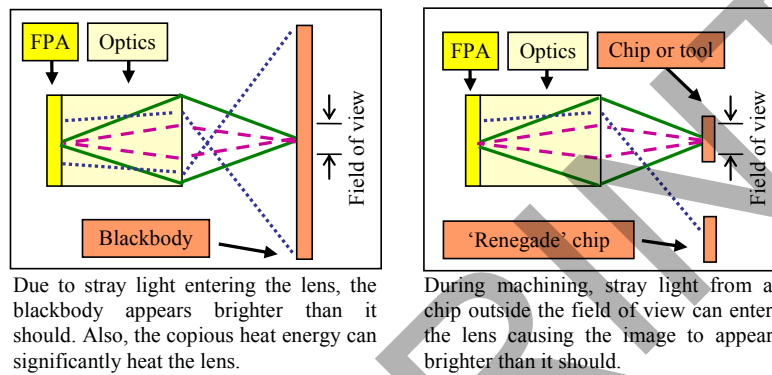 FPA
Optics
Field of view
Blackbody
Due to stray light entering the lens, the
blackbody appears brighter than it
should. Also, the copious heat energy can
significantly heat the lens.
FPA
Optics
Chip or tool
Field of view
‘Renegade’ chip
During machining, stray light from a
chip outside the field of view can enter
the lens causing the image to appear
brighter than it should.